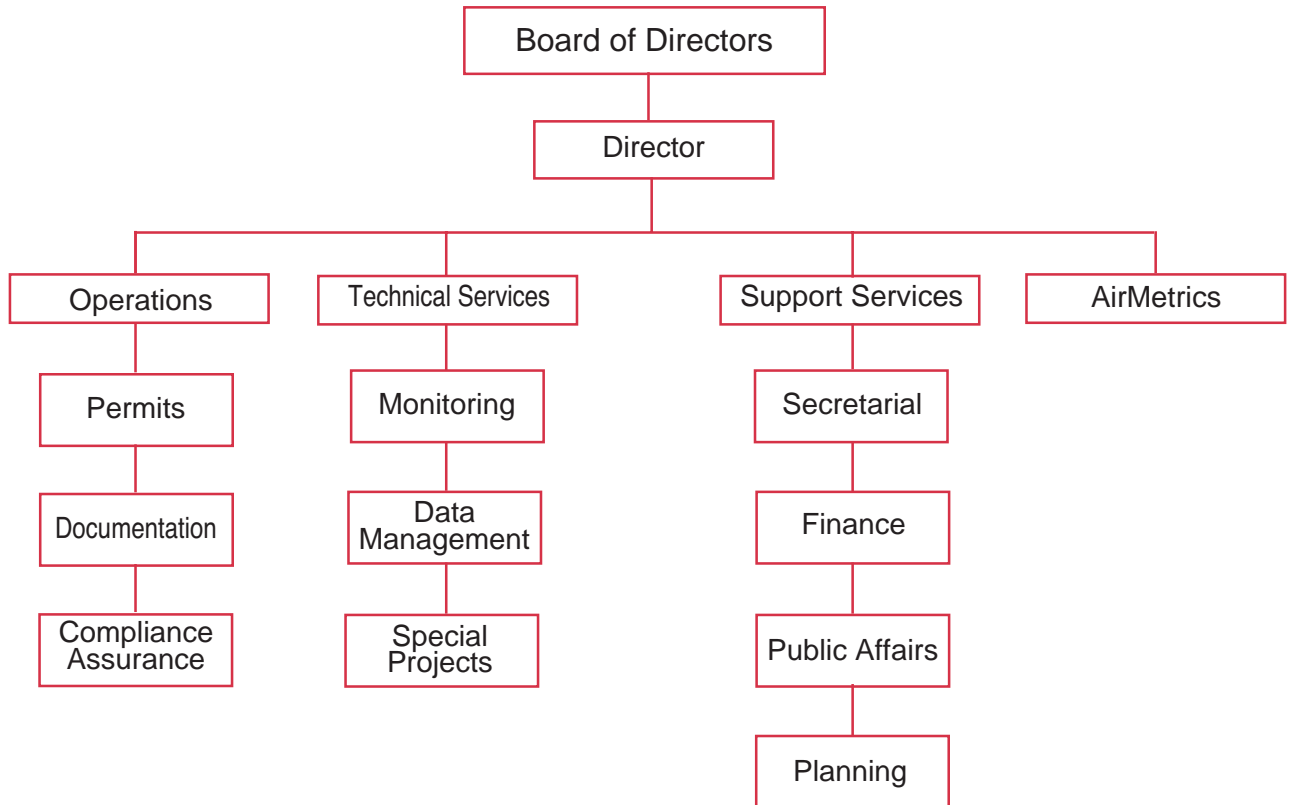 Board of Directors
Director
Operations
Technical Services
Support Services
AirMetrics
Permits
Monitoring
Secretarial
Documentation
Data
Management
Finance
Compliance
Assurance
Special
Projects
Public Affairs
Planning